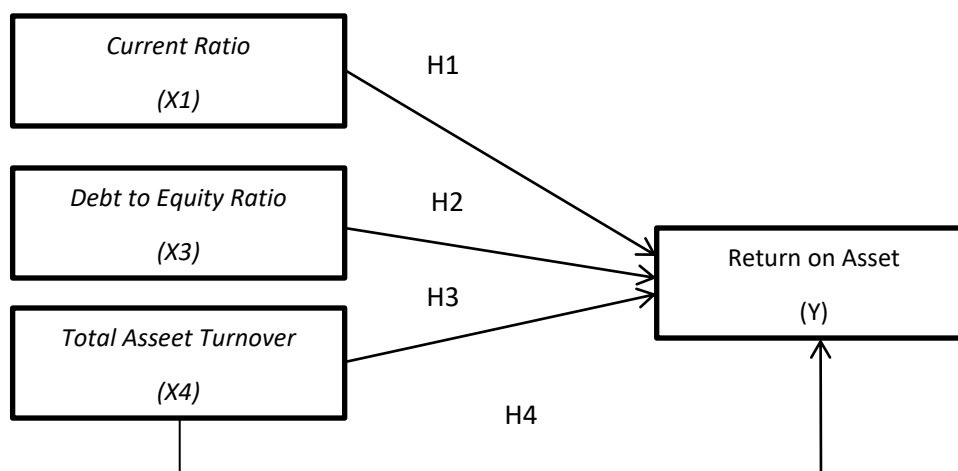 Current Ratio
(X1)
H1
Debt to Equity Ratio
(X3)
H2
Return on Asset
(Y)
H3
Total Asseet Turnover
(X4)
H4